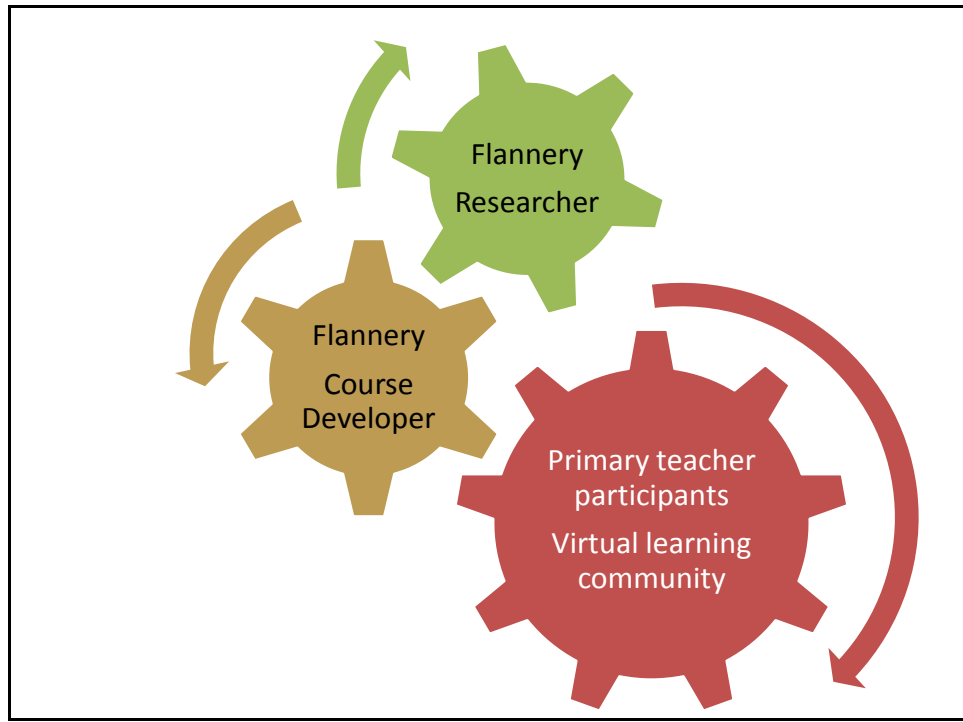 Flannery
Researcher
Flannery
Course
Developer
Primary teacher
participants
Virtual learning
community